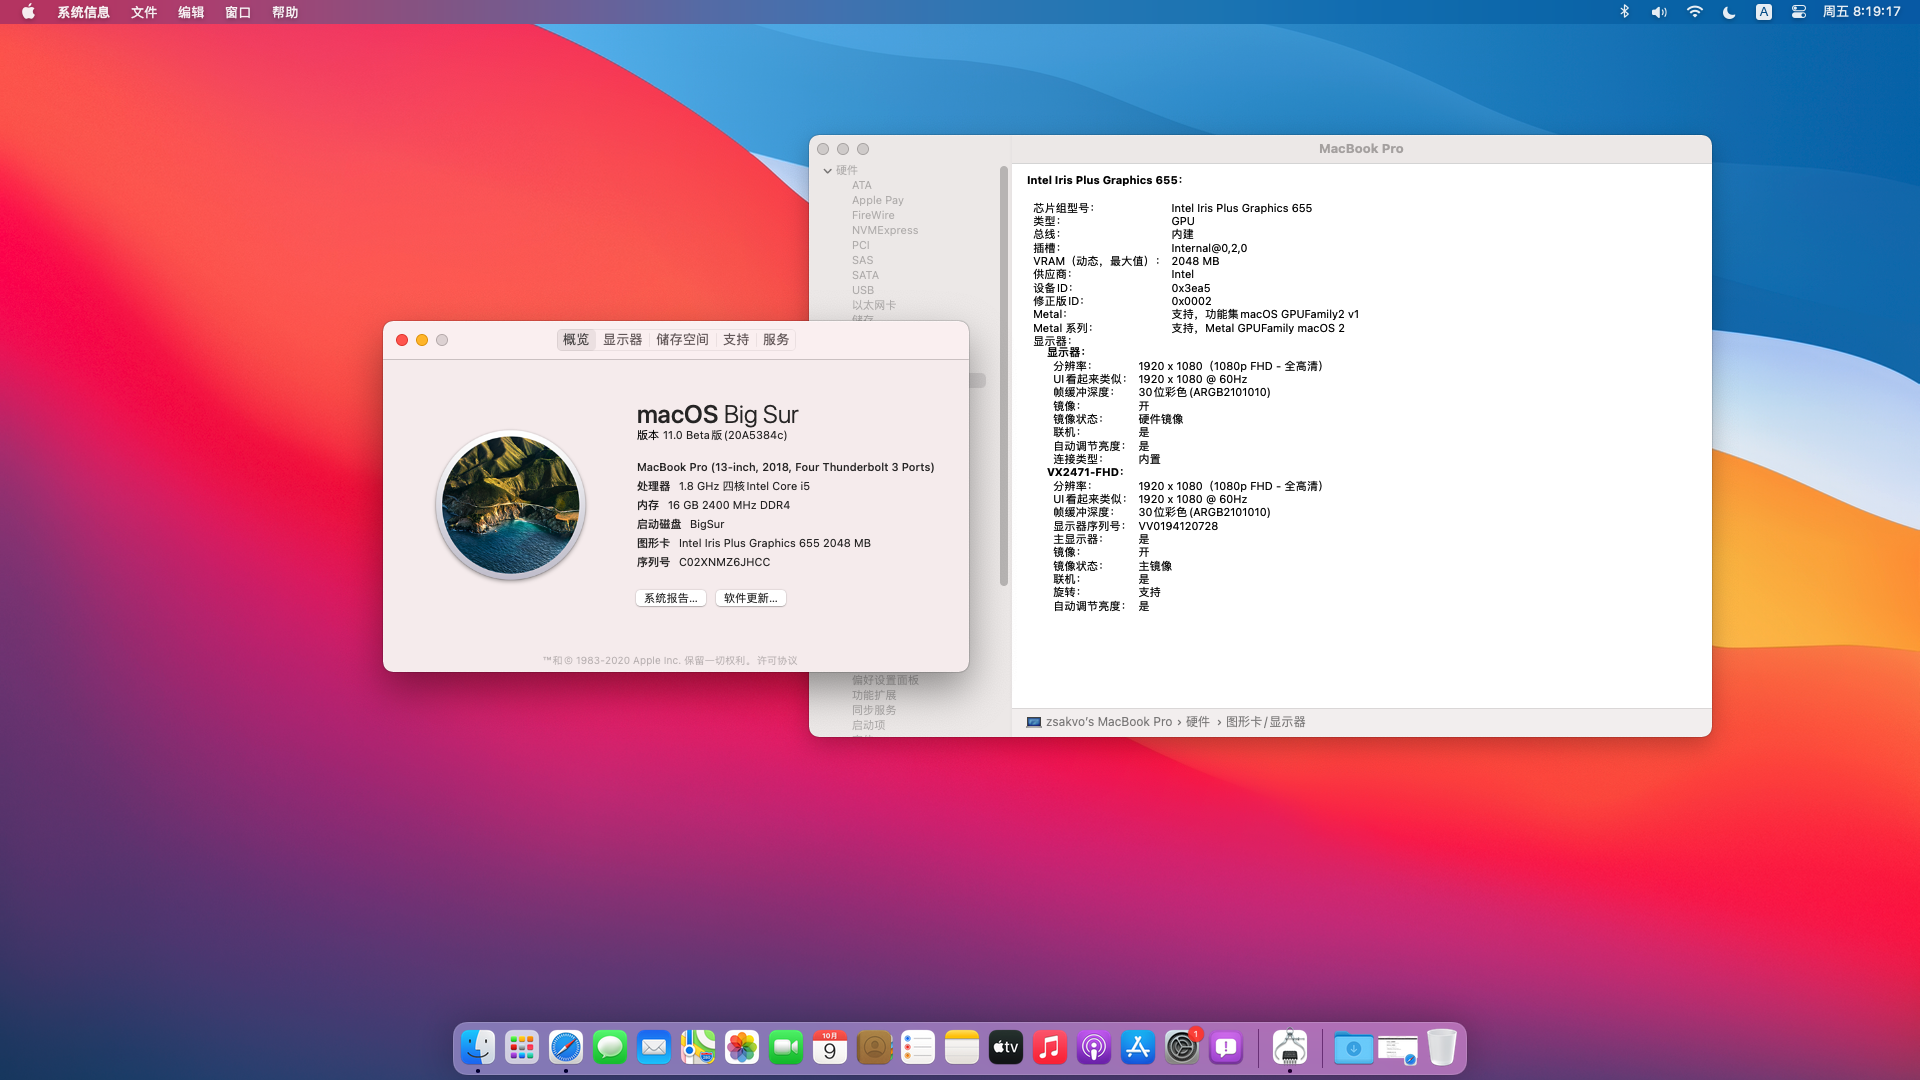 系统信息 文件 编辑 窗口 帮助
A 周五 8:19:17
MacBook Pro
硬件
ATA
Apple Pay
FireWire
NVMExpress
PCI
SAS
SATA
USB
以太网卡
储存
偏好设置面板
功能扩展
同步服务
启动项
Intel Iris Plus Graphics 655：
芯片组型号： Intel Iris Plus Graphics 655
类型： GPU
总线： 内建
插槽： Internal@0,2,0
VRAM（动态，最大值）： 2048 MB
供应商： Intel
设备ID： 0x3ea5
修正版ID： 0x0002
Metal： 支持，功能集macOS GPUFamily2 v1
Metal 系列： 支持，Metal GPUFamily macOS 2
显示器：
显示器：
分辨率： 1920 x 1080（1080p FHD - 全高清）
UI看起来类似： 1920 x 1080 @ 60Hz
帧缓冲深度： 30位彩色 (ARGB2101010)
镜像： 开
镜像状态： 硬件镜像
联机： 是
自动调节亮度： 是
连接类型： 内置
VX2471-FHD：
分辨率： 1920 x 1080（1080p FHD - 全高清）
UI看起来类似： 1920 x 1080 @ 60Hz
帧缓冲深度： 30位彩色 (ARGB2101010)
显示器序列号： VV0194120728
主显示器： 是
镜像： 开
镜像状态： 主镜像
联机： 是
旋转： 支持
自动调节亮度： 是
zsakvo's MacBook Pro › 硬件 › 图形卡/显示器
概览 显示器 储存空间 支持 服务
macOS Big Sur
版本 11.0 Beta版 (20A5384c)
MacBook Pro (13-inch, 2018, Four Thunderbolt 3 Ports)
处理器 1.8 GHz 四核Intel Core i5
内存 16 GB 2400 MHz DDR4
启动磁盘 BigSur
图形卡 Intel Iris Plus Graphics 655 2048 MB
序列号 C02XNMZ6JHCC
系统报告... 软件更新...
™和© 1983-2020 Apple Inc. 保留一切权利。许可协议
10月
9
tv
1